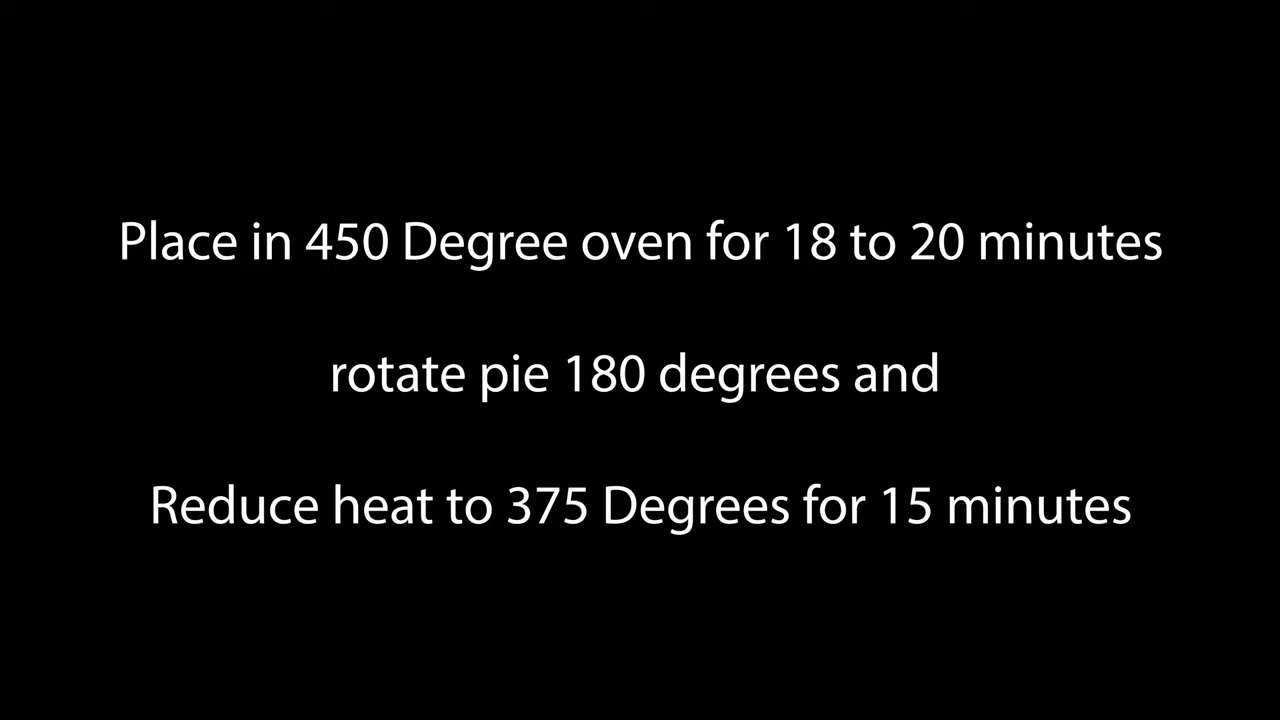 Place in 450 Degree oven for 18 to 20 minutes
rotate pie 180 degrees and
Reduce heat to 375 Degrees for 15 minutes